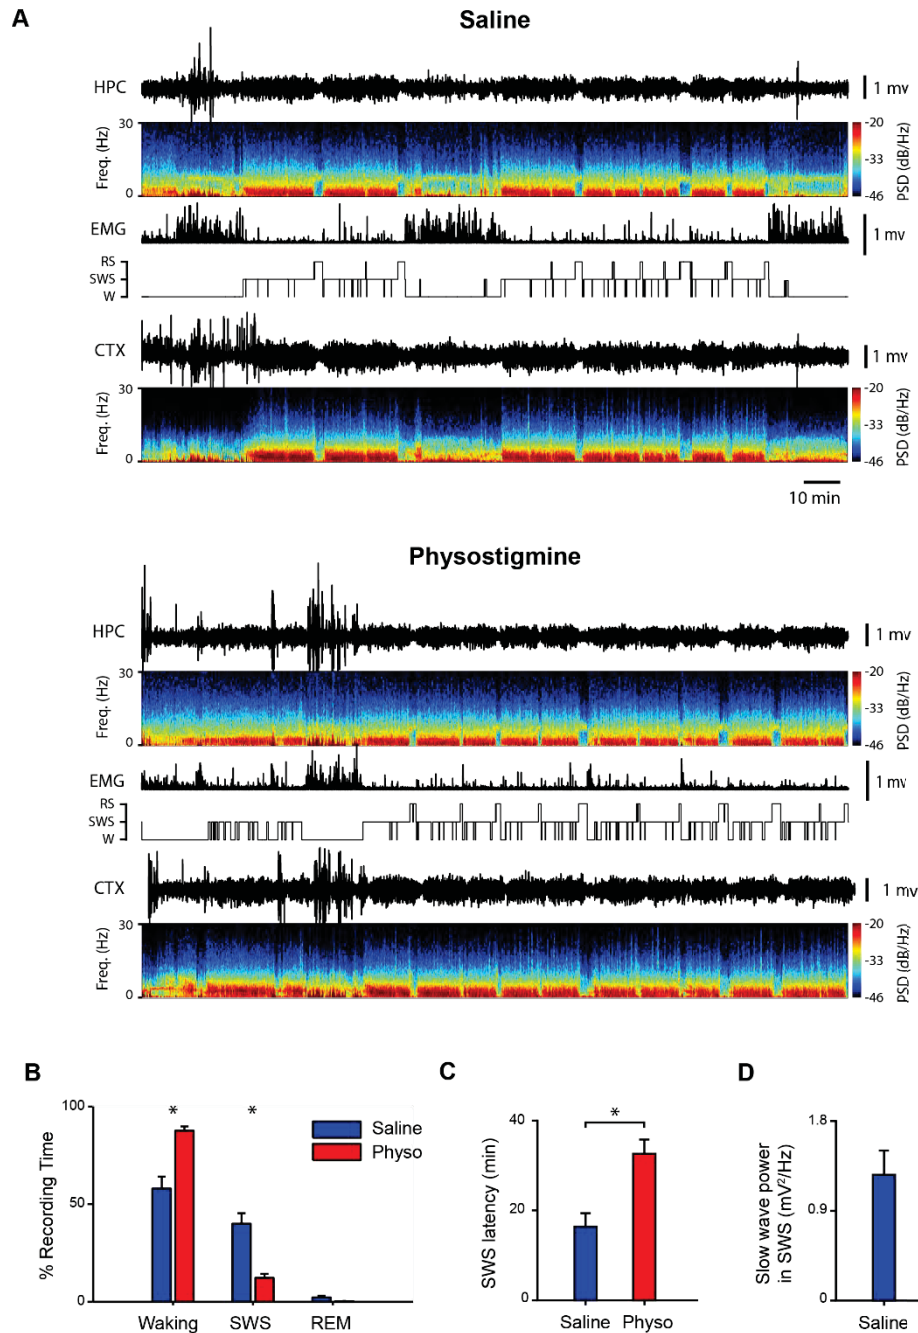 A
Saline
HPC
1 mv
30
Freq. (Hz)
0
-20
-33
-46
PSD (dB/Hz)
EMG
1 mv
RS
SWS
W
CTX
1 mv
30
Freq. (Hz)
0
-20
-33
-46
PSD (dB/Hz)
10 min
Physostigmine
HPC
1 mv
30
Freq. (Hz)
0
-20
-33
-46
PSD (dB/Hz)
EMG
1 mv
RS
SWS
W
CTX
1 mv
30
Freq. (Hz)
0
-20
-33
-46
PSD (dB/Hz)
B
100
50
0
% Recording Time
* *
Saline
Physo
Waking SWS REM
C
40
20
0
SWS latency (min)
*
Saline Physo
D
1.8
0.9
0
Slow wave power
in SWS (mV²/Hz)
Saline